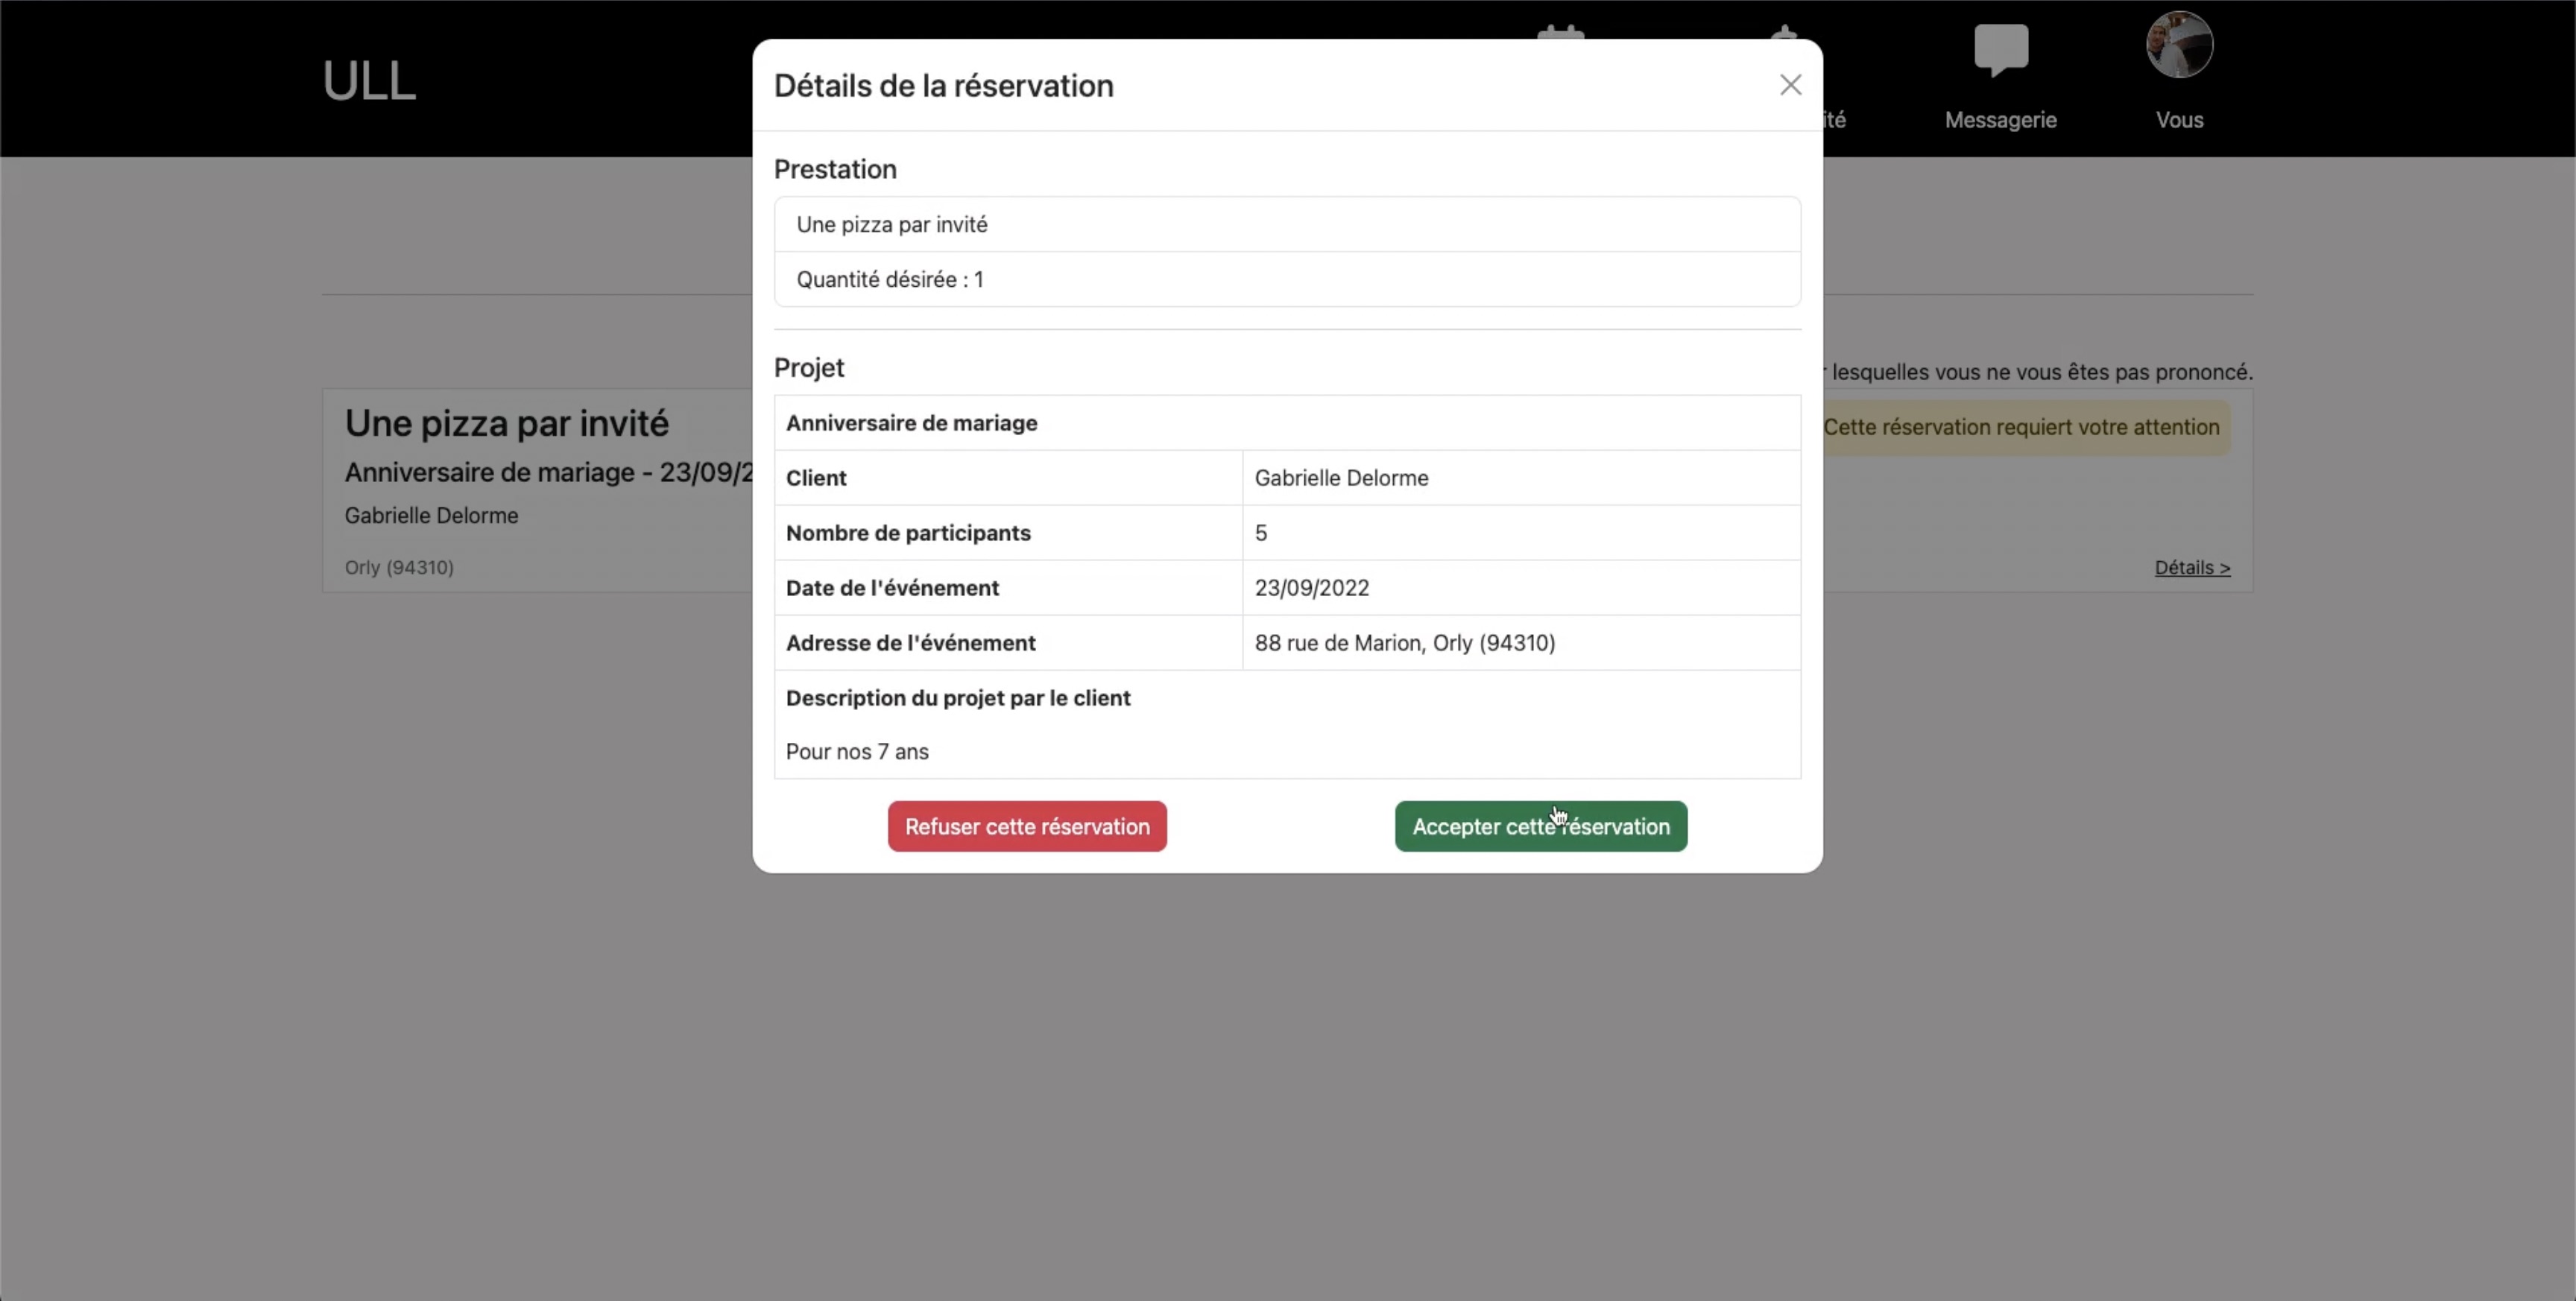 ULL
ité
Messagerie
Vous
Détails de la réservation
Prestation
Une pizza par invité
Quantité désirée : 1
Projet
Anniversaire de mariage
Client Gabrielle Delorme
Nombre de participants 5
Date de l'événement 23/09/2022
Adresse de l'événement 88 rue de Marion, Orly (94310)
Description du projet par le client
Pour nos 7 ans
Refuser cette réservation
Accepter cette réservation
lesquelles vous ne vous êtes pas prononcé.
Une pizza par invité
Cette réservation requiert votre attention
Anniversaire de mariage - 23/09/2
Gabrielle Delorme
Orly (94310)
Détails >